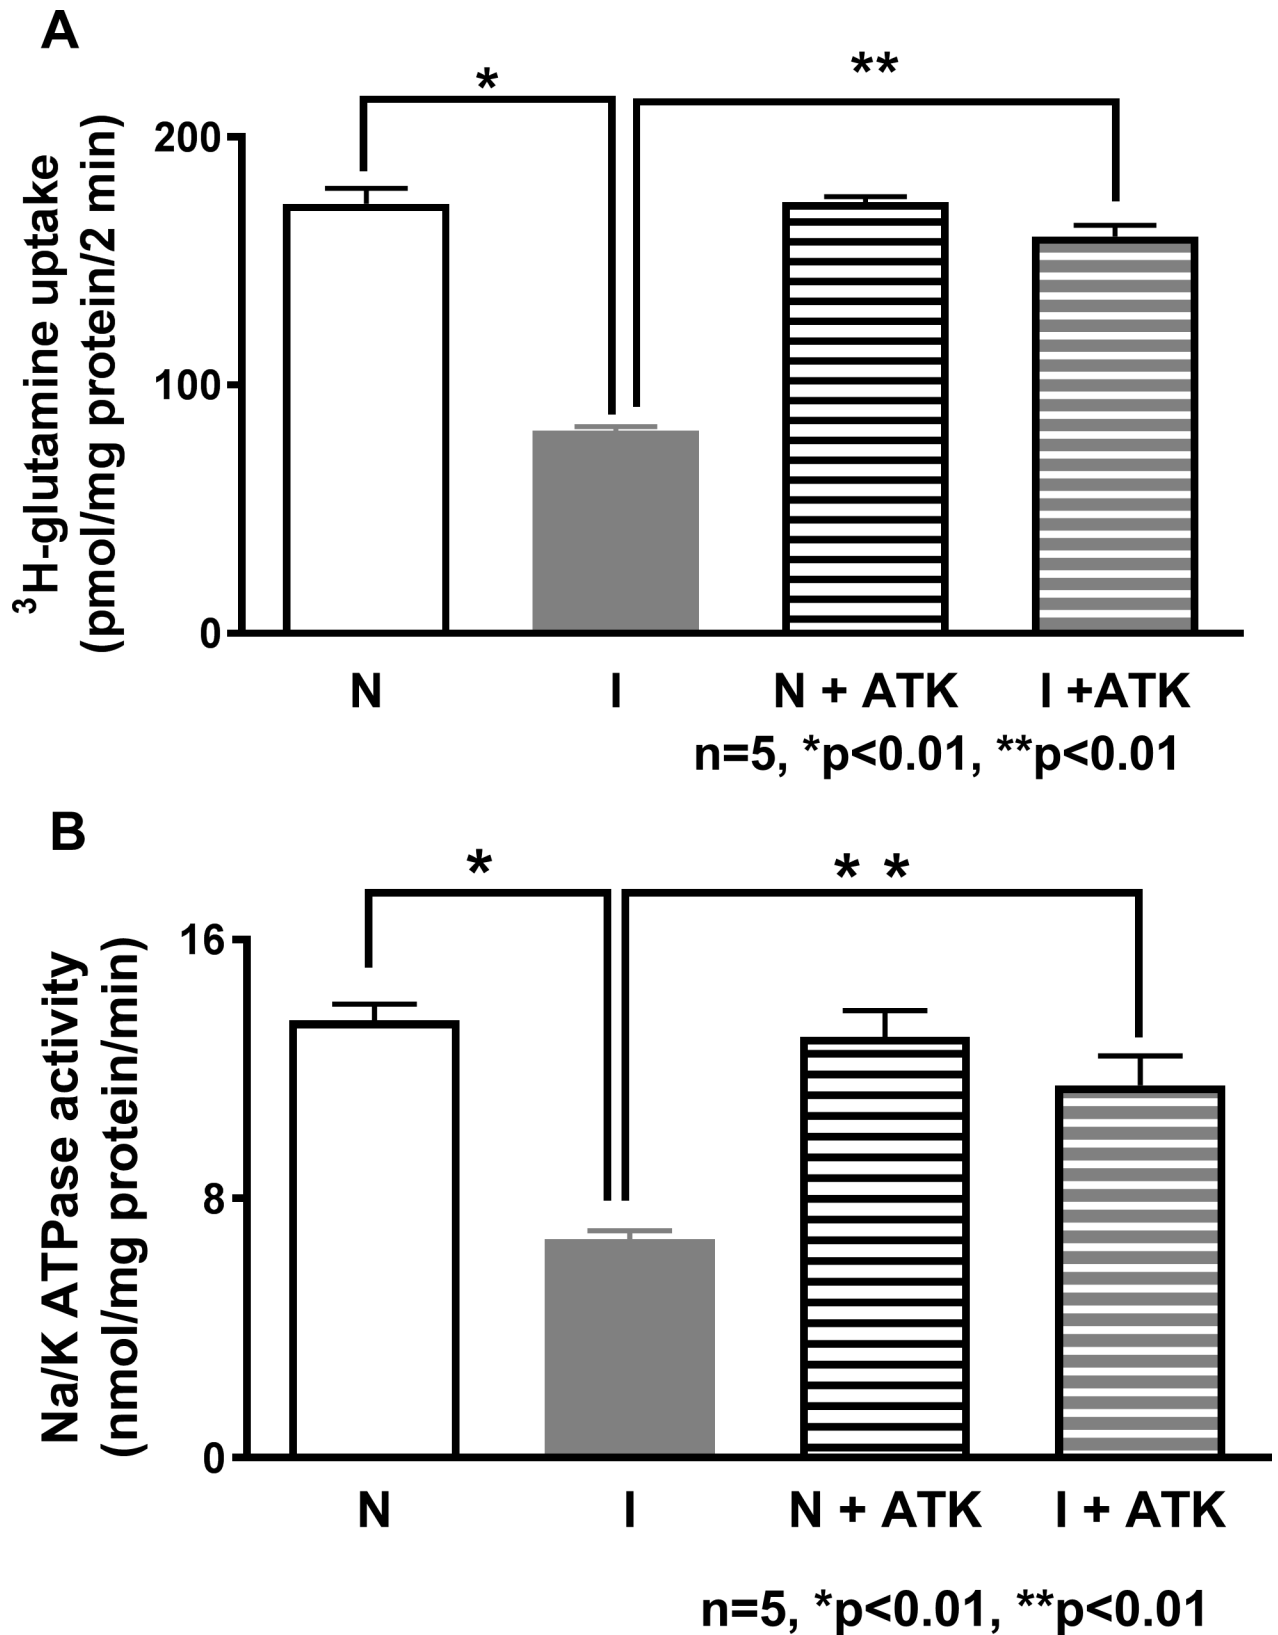 A
*
**
³H-glutamine uptake
(pmol/mg protein/2 min)
200
100
0
N
I
N + ATK
I +ATK
n=5, *p<0.01, **p<0.01
B
*
* *
Na/K ATPase activity
(nmol/mg protein/min)
16
8
0
N
I
N + ATK
I + ATK
n=5, *p<0.01, **p<0.01